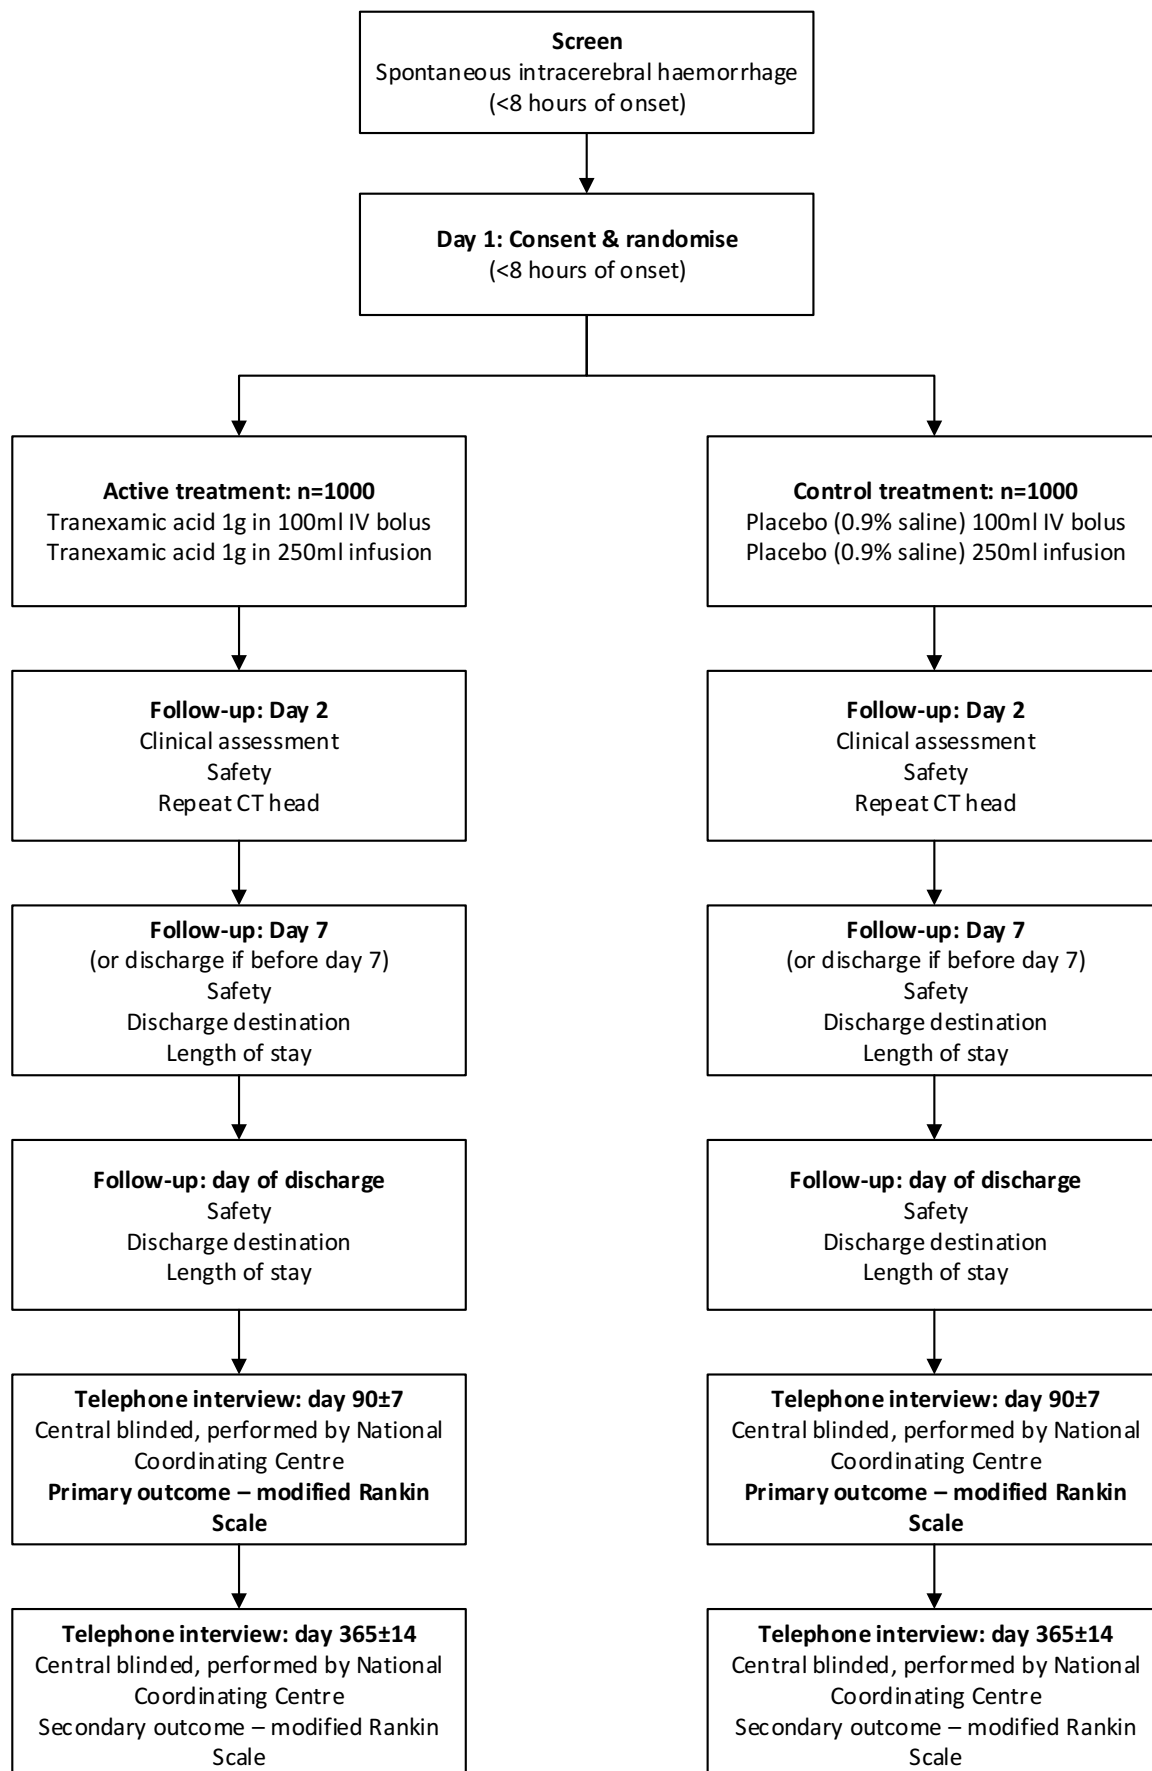 Screen
Spontaneous intracerebral haemorrhage
(<8 hours of onset)
Day 1: Consent & randomise
(<8 hours of onset)
Active treatment: n=1000
Tranexamic acid 1g in 100ml IV bolus
Tranexamic acid 1g in 250ml infusion
Control treatment: n=1000
Placebo (0.9% saline) 100ml IV bolus
Placebo (0.9% saline) 250ml infusion
Follow-up: Day 2
Clinical assessment
Safety
Repeat CT head
Follow-up: Day 2
Clinical assessment
Safety
Repeat CT head
Follow-up: Day 7
(or discharge if before day 7)
Safety
Discharge destination
Length of stay
Follow-up: Day 7
(or discharge if before day 7)
Safety
Discharge destination
Length of stay
Follow-up: day of discharge
Safety
Discharge destination
Length of stay
Follow-up: day of discharge
Safety
Discharge destination
Length of stay
Telephone interview: day 90±7
Central blinded, performed by National
Coordinating Centre
Primary outcome – modified Rankin
Scale
Telephone interview: day 90±7
Central blinded, performed by National
Coordinating Centre
Primary outcome – modified Rankin
Scale
Telephone interview: day 365±14
Central blinded, performed by National
Coordinating Centre
Secondary outcome – modified Rankin
Scale
Telephone interview: day 365±14
Central blinded, performed by National
Coordinating Centre
Secondary outcome – modified Rankin
Scale